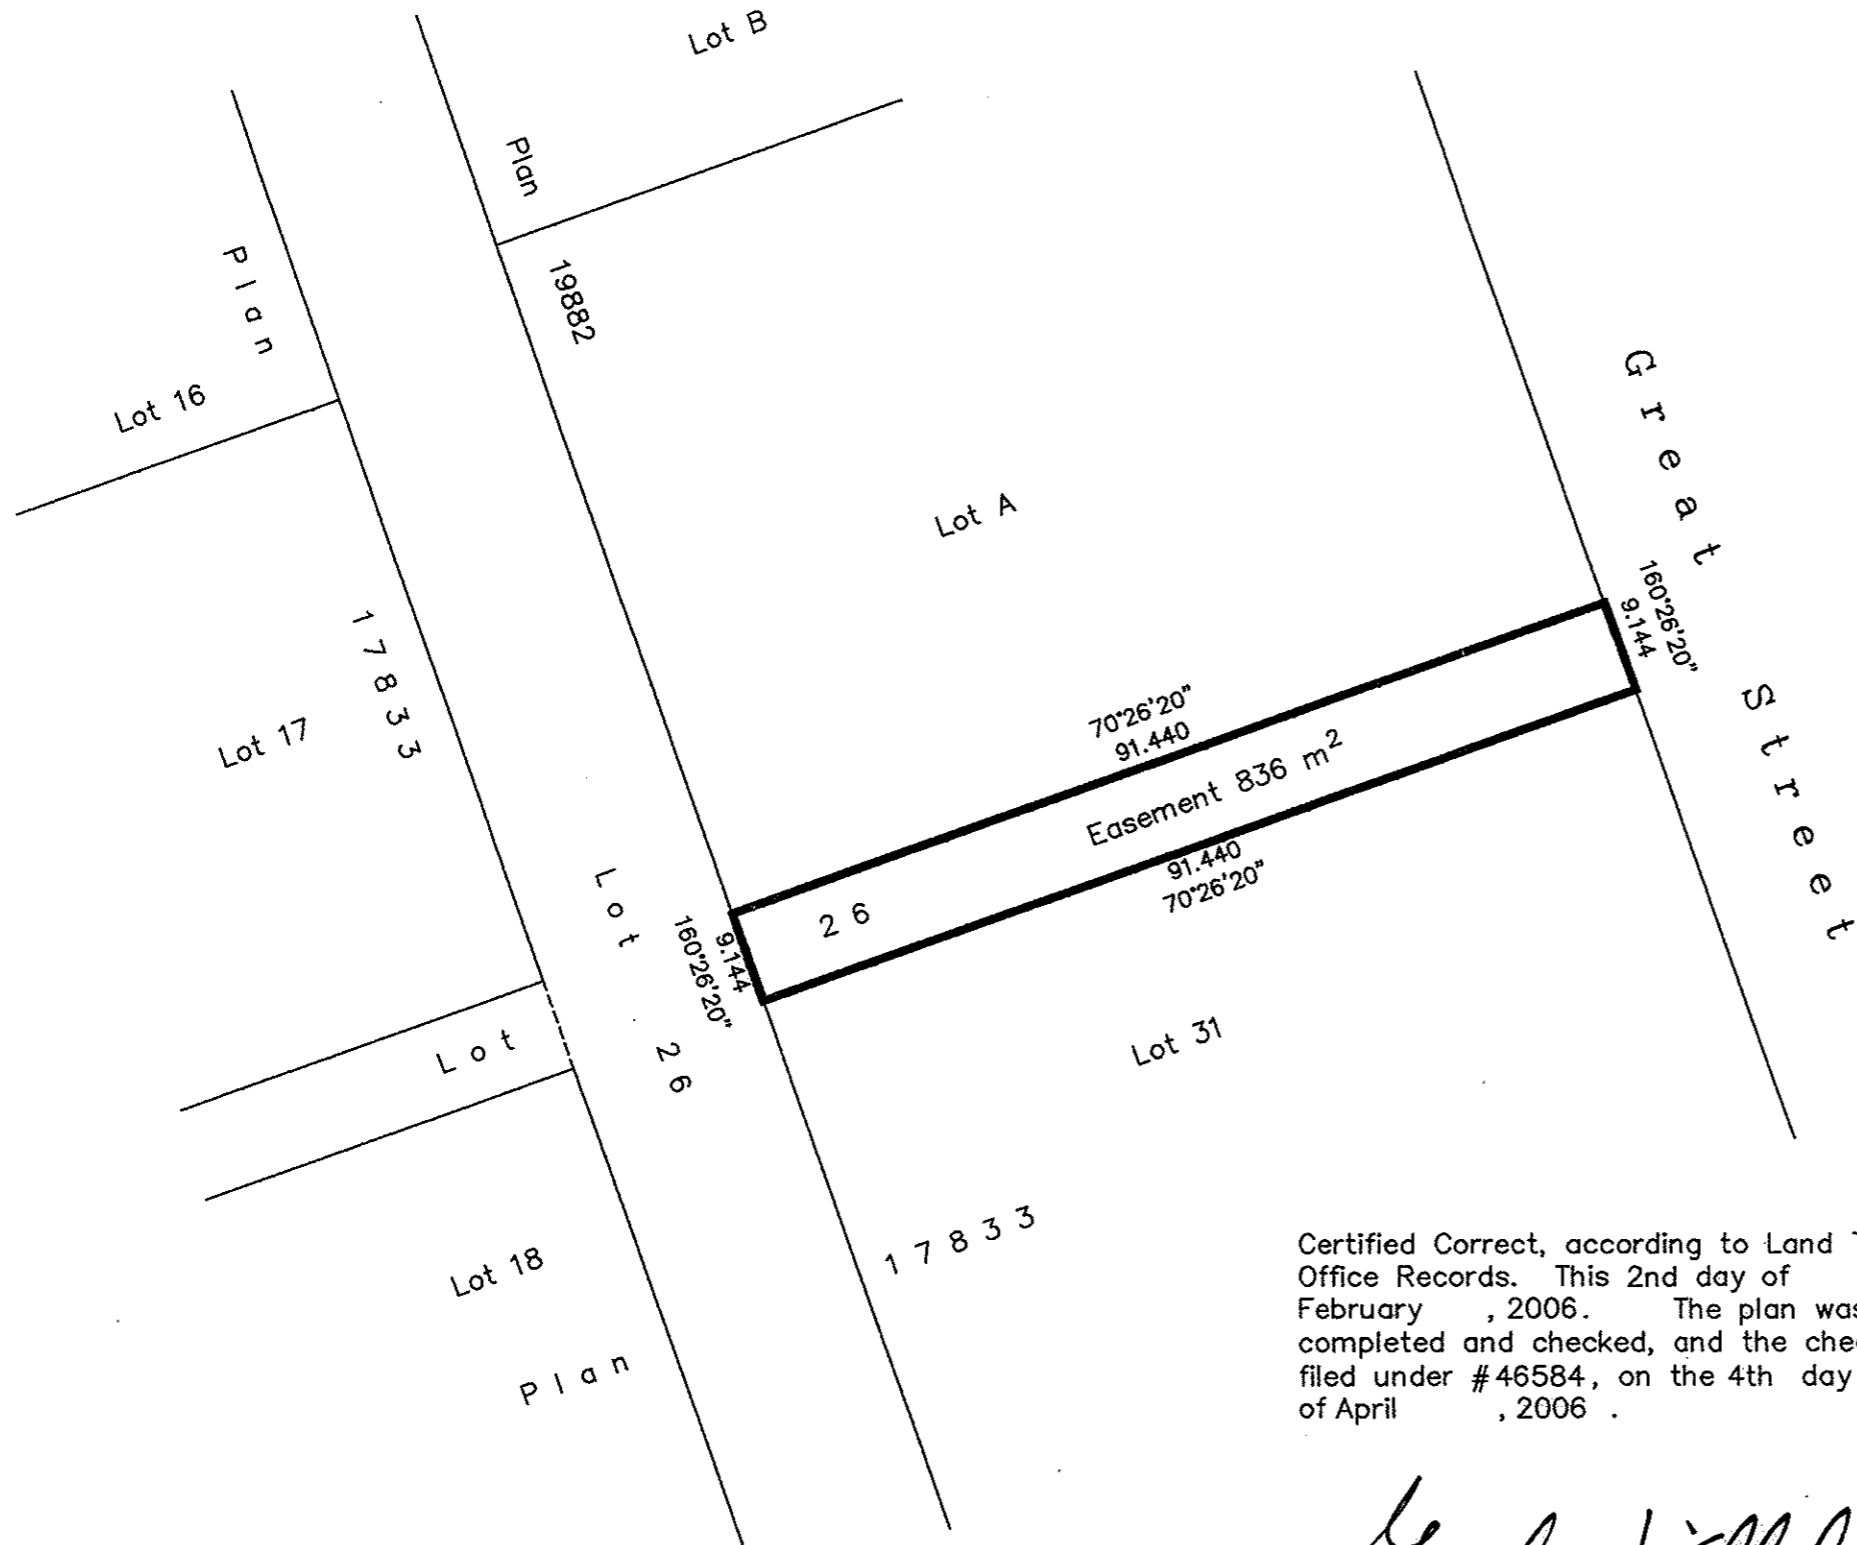 Lot B
Plan
19882
Plan
Lot 16
Great Street
Lot A
17833
Lot 17
160°26'20"
9.144
70°26'20"
91.440
Easement 836 m²
91.440
70°26'20"
26
9.144
160°26'20"
Lot 26
Lot
Lot 31
17833
Lot 18
Plan
Certified Correct, according to Land
Office Records. This 2nd day of
February , 2006. The plan was
completed and checked, and the
filed under #46584, on the 4th day
of April , 2006 .